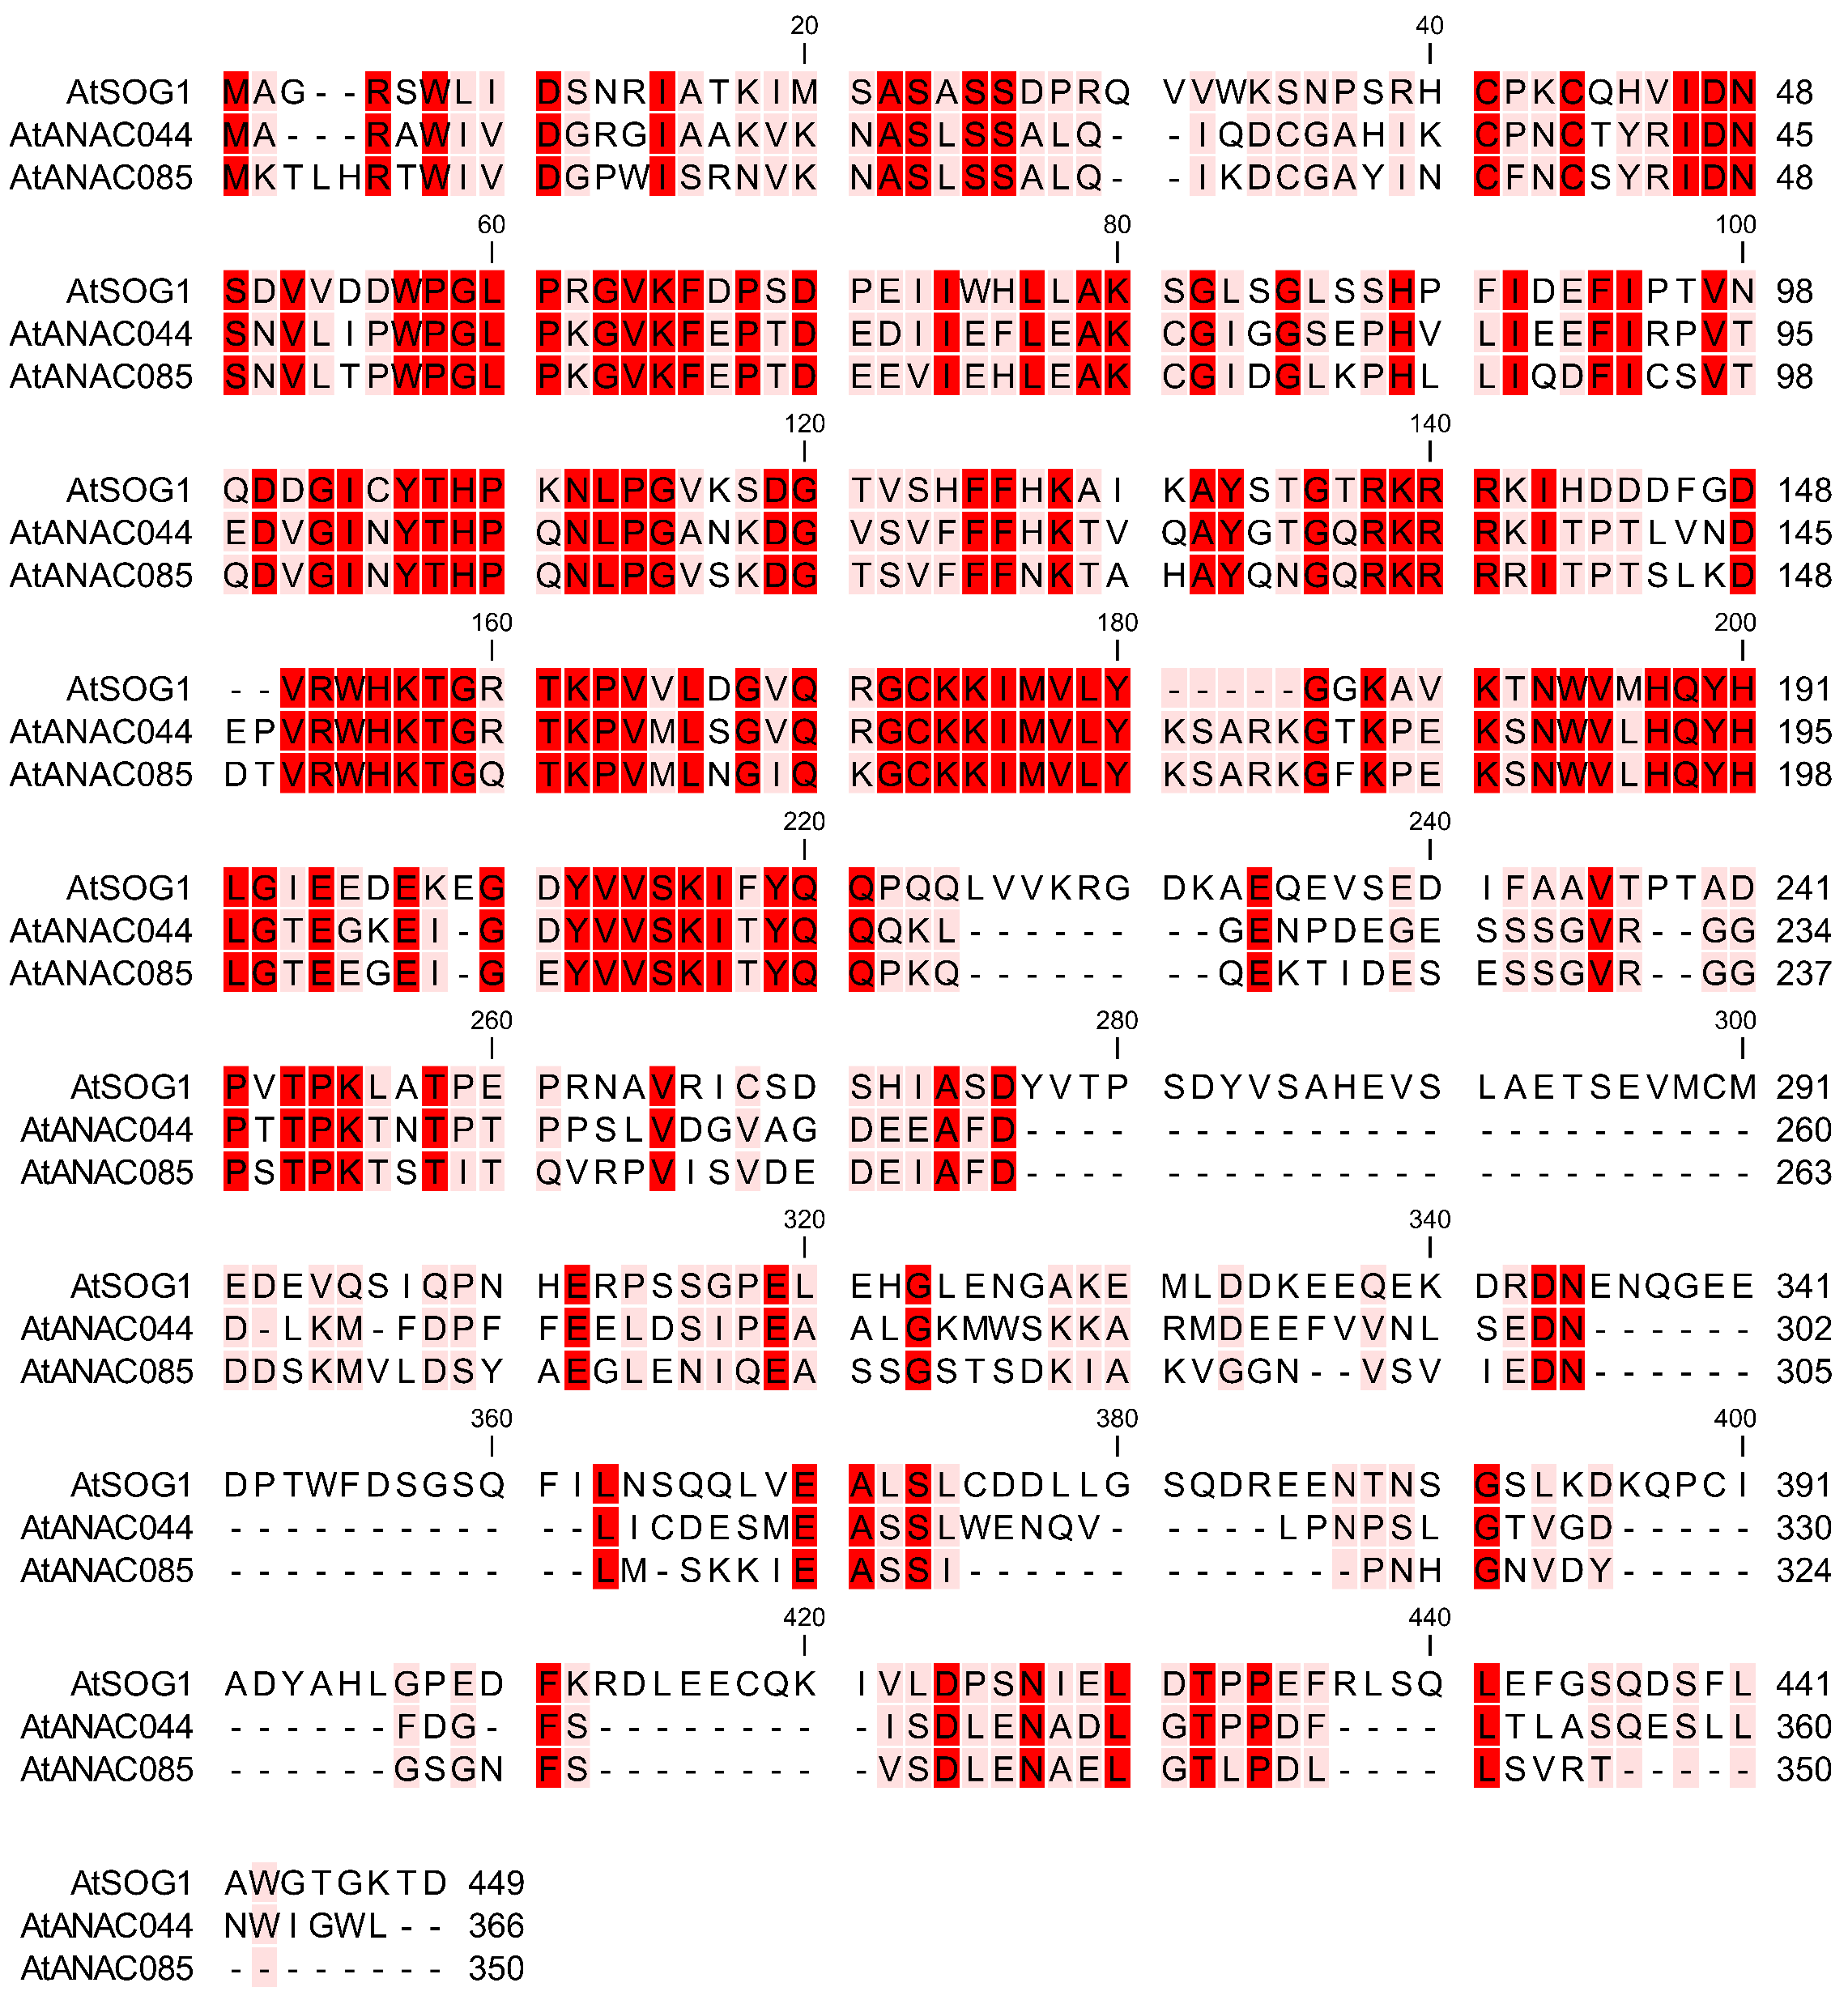 20 40
AtSOG1 MAG--RSWLI DSNRIATKIM SASASSDPRQ VVWKSNPSRH CPKCQHVIDN 48
AtANAC044 MA---RAWIV DGRGIAAKVK NASLSSALQ- -IQDCGAHIK CPNCTYRIDN 45
AtANAC085 MKTLHRTWIV DGPWISRNVK NASLSSALQ- -IKDCGAYIN CFNCSYRIDN 48
60 80 100
AtSOG1 SDVVDDWPGL PRGVKFDPSD PEIIWHLLAK SGLSGLSSHP FIDEFIPTVN 98
AtANAC044 SNVLIPWPGL PKGVKFEPTD EDIIEFLEAK CGIGGSEPHV LIEEFIRPVT 95
AtANAC085 SNVLTPWPGL PKGVKFEPTD EEVIEHLEAK CGIDGLKPHL LIQDFICSVT 98
120 140
AtSOG1 QDDGICYTHP KNLPGVKSDG TVSHFFHKAI KAYSTGTRKR RKIHDDDFGD 148
AtANAC044 EDVGINYTHP QNLPGANKDG VSVFFFHKTV QAYGTGQRKR RKITPTLVND 145
AtANAC085 QDVGINYTHP QNLPGVSKDG TSVFFFNKTA HAYQNGQRKR RRITPTSLKD 148
160 180 200
AtSOG1 --VRWHKTGR TKPVVLDGVQ RGCKKIMVLY -----GGKAV KTNWVMHQYH 191
AtANAC044 EPVRWHKTGR TKPVMLSGVQ RGCKKIMVLY KSARKGTKPE KSNWVLHQYH 195
AtANAC085 DTVRWHKTGQ TKPVMLNGIQ KGCKKIMVLY KSARKGFKPE KSNWVLHQYH 198
220 240
AtSOG1 LGIEEDEKEG DYVVSKIFYQ QPQQLVVKRG DKAEQEVSED IFAAVTPTAD 241
AtANAC044 LGTEGKEI-G DYVVSKITYQ QQKL------ --GENPDEGE SSSGVR--GG 234
AtANAC085 LGTEEGEI-G EYVVSKITYQ QPKQ------ --QEKTIDES ESSGVR--GG 237
260 280 300
AtSOG1 PVTPKLATPE PRNAVRICSD SHIASDYVTP SDYVSAHEVS LAETSEVMCM 291
AtANAC044 PTTPKTNTPT PPSLVDGVAG DEEAFD---- ---------- ---------- 260
AtANAC085 PSTPKTSTIT QVRPVISVDE DEIAFD---- ---------- ---------- 263
320 340
AtSOG1 EDEVQSIQPN HERPSSGPEL EHGLENGAKE MLDDKEEQEK DRDNENQGEE 341
AtANAC044 D-LKM-FDPF FEELDSIPEA ALGKMWSKKA RMDEEFVVNL SEDN------ 302
AtANAC085 DDSKMVLDSY AEGLENIQEA SSGSTSDKIA KVGGN--VSV IEDN------ 305
360 380 400
AtSOG1 DPTWFDSGSQ FILNSQQLVE ALSLCDDLLG SQDREENTNS GSLKDKQPCI 391
AtANAC044 ---------- --LICDESME ASSLWENQV- ----LPNPSL GTVGD----- 330
AtANAC085 ---------- --LM-SKKIE ASSI------ -------PNH GNVDY----- 324
420 440
AtSOG1 ADYAHLGPED FKRDLEECQK IVLDPSNIEL DTPPEFRLSQ LEFGSQDSFL 441
AtANAC044 ------FDG- FS-------- -ISDLENADL GTPPDF---- LTLASQESLL 360
AtANAC085 ------GSGN FS-------- -VSDLENAEL GTLPDL---- LSVRT----- 350
AtSOG1 AWGTGKTD 449
AtANAC044 NWIGWL-- 366
AtANAC085 -------- 350